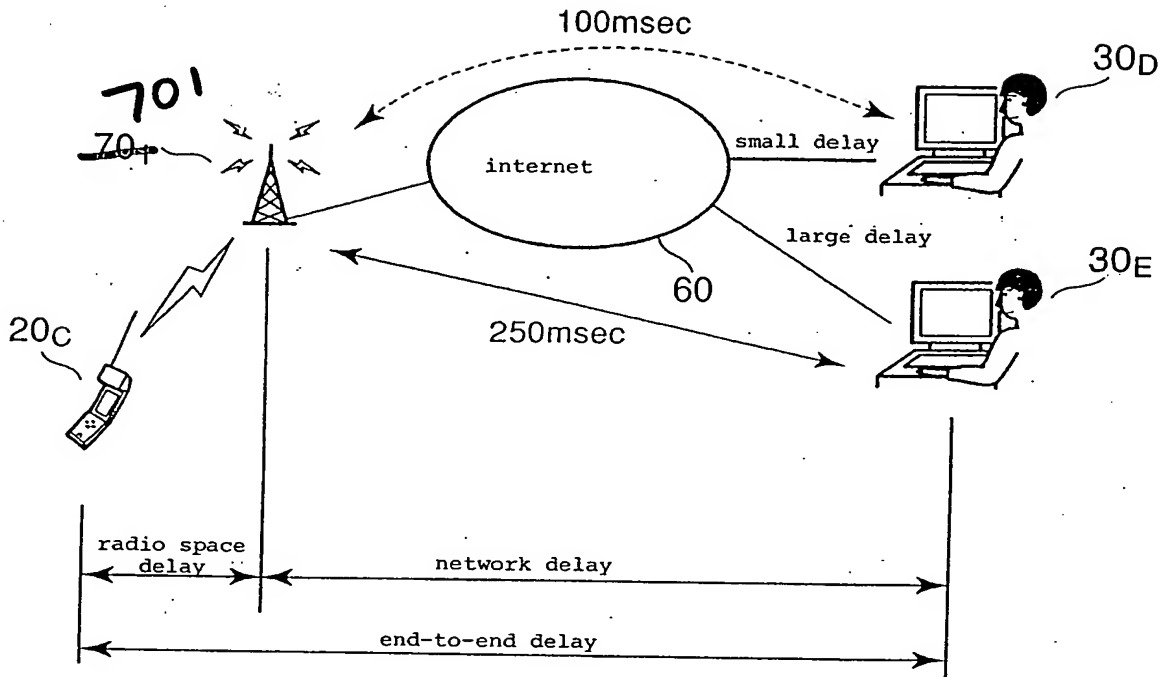 100msec
30D
70'
70
small delay
internet
large delay
30E
60
20C
250msec
radio space
delay
network delay
end-to-end delay